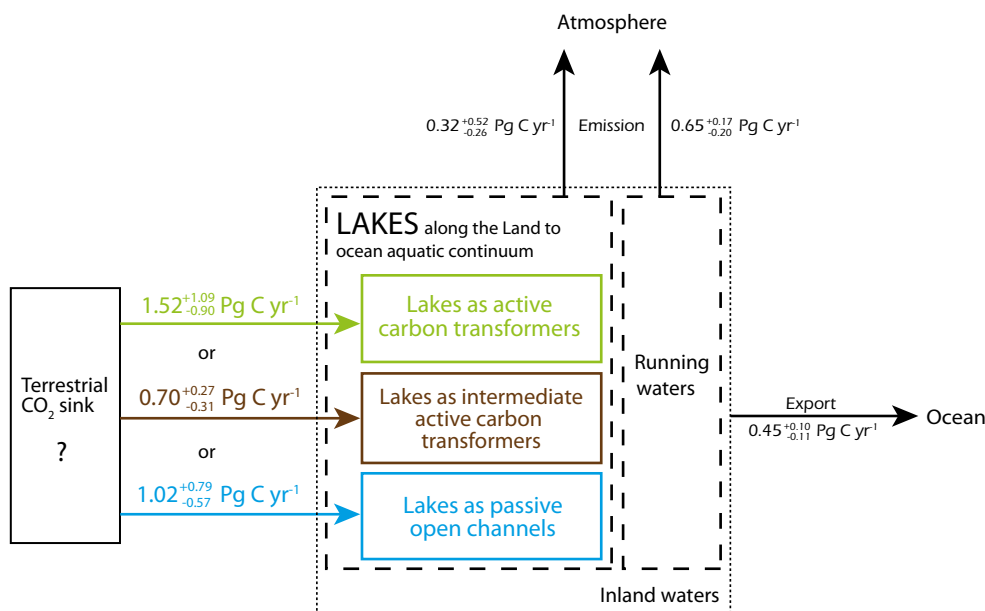 Atmosphere
0.32 +0.52 -0.26 Pg C yr-1
Emission
0.65 +0.17 -0.20 Pg C yr-1
LAKES along the Land to
ocean aquatic continuum
1.52 +1.09 -0.90 Pg C yr-1
Lakes as active
carbon transformers
or
Terrestrial
CO2 sink
?
0.70 +0.27 -0.31 Pg C yr-1
Lakes as intermediate
active carbon
transformers
or
1.02 +0.79 -0.57 Pg C yr-1
Lakes as passive
open channels
Running
waters
Export
0.45 +0.10 -0.11 Pg C yr-1
Ocean
Inland waters